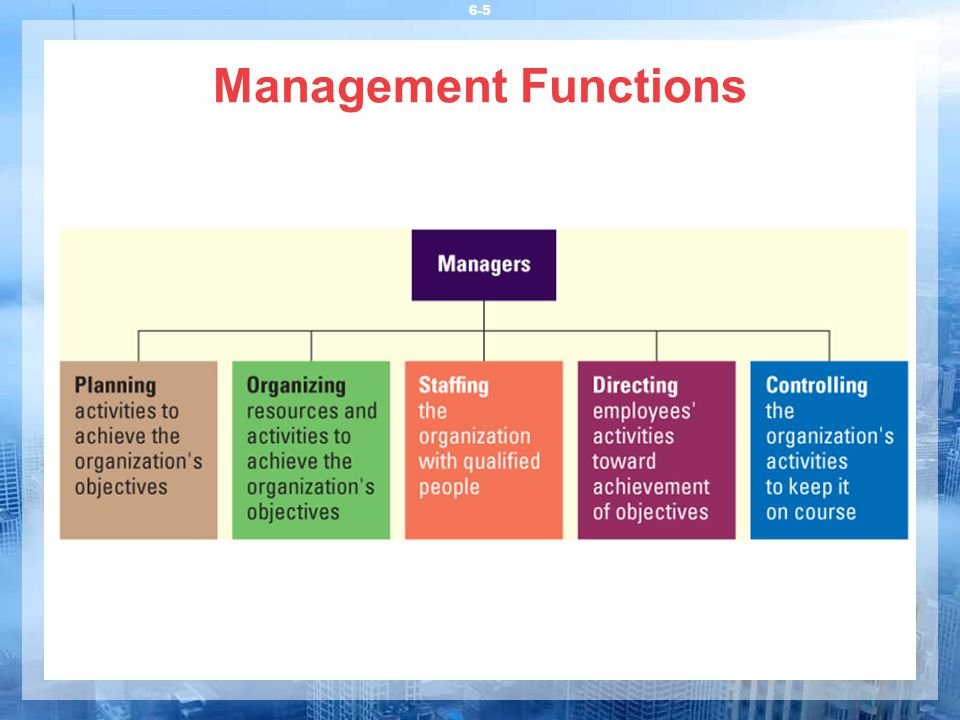 6-5
Management Functions
Managers
Planning
activities to
achieve the
organization's
objectives
Organizing
resources and
activities to
achieve the
organization's
objectives
Staffing
the
organization
with qualified
people
Directing
employees'
activities
toward
achievement
of objectives
Controlling
the
organization's
activities
to keep it
on course